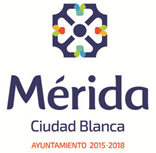 Mérida
Ciudad Blanca
AYUNTAMIENTO 2015-2018